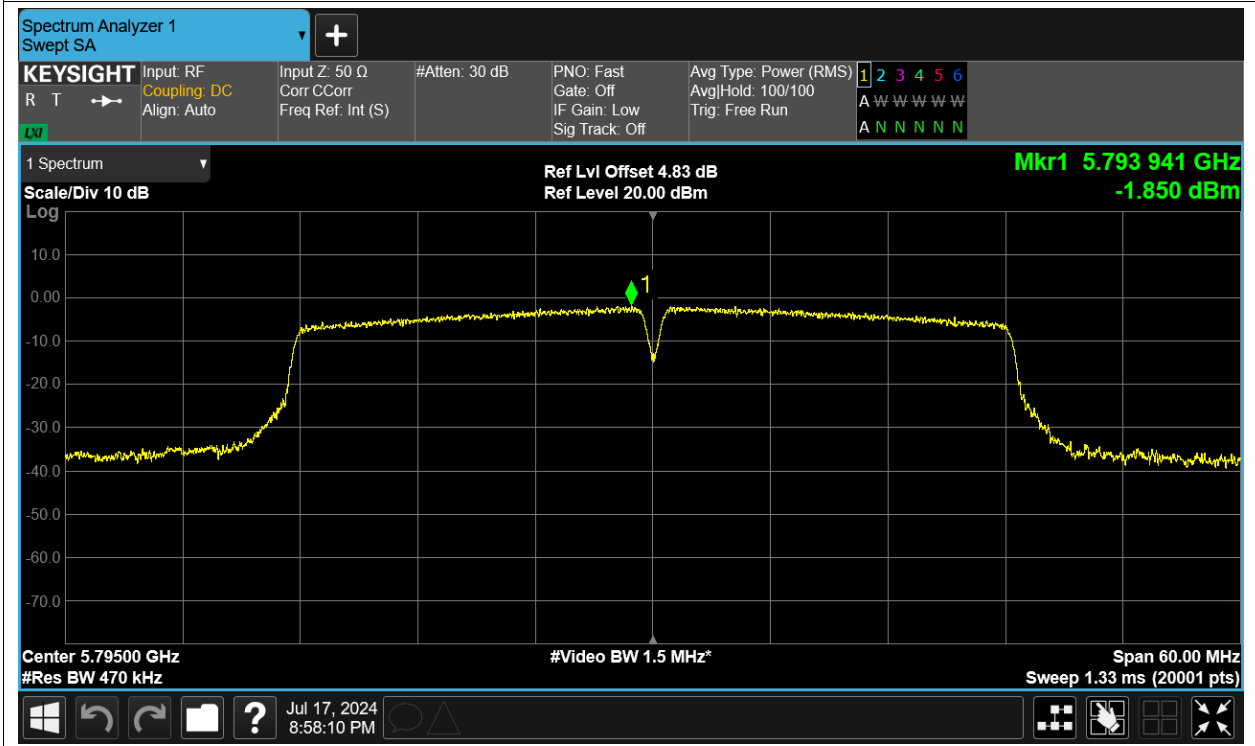 Spectrum Analyzer 1
Swept SA
+
KEYSIGHT
R T
LXI
Input: RF
Coupling: DC
Align: Auto
Input Z: 50 Ω
Corr CCorr
Freq Ref: Int (S)
#Atten: 30 dB
PNO: Fast
Gate: Off
IF Gain: Low
Sig Track: Off
Avg Type: Power (RMS)
Avg|Hold: 100/100
Trig: Free Run
1 2 3 4 5 6
A W W W W W
A N N N N N
1 Spectrum
Scale/Div 10 dB
Log
Ref Lvl Offset 4.83 dB
Ref Level 20.00 dBm
Mkr1 5.793 941 GHz
-1.850 dBm
10.0
0.00
-10.0
-20.0
-30.0
-40.0
-50.0
-60.0
-70.0
1
Center 5.79500 GHz
#Res BW 470 kHz
#Video BW 1.5 MHz*
Span 60.00 MHz
Sweep 1.33 ms (20001 pts)
?
Jul 17, 2024
8:58:10 PM